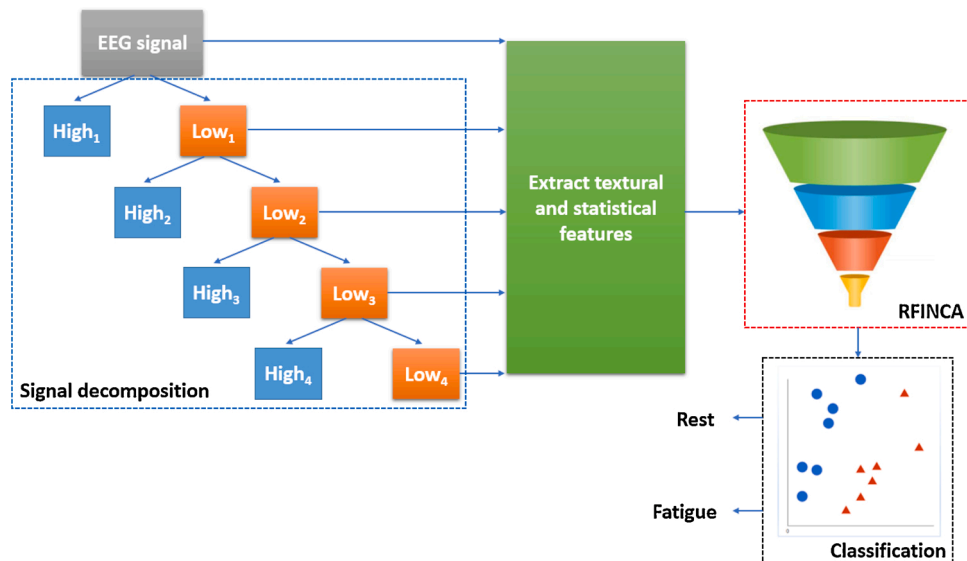 EEG signal
High₁
Low₁
High₂
Low₂
High₃
Low₃
High₄
Low₄
Signal decomposition
Extract textural
and statistical
features
RFINCA
Rest
Fatigue
0
Classification